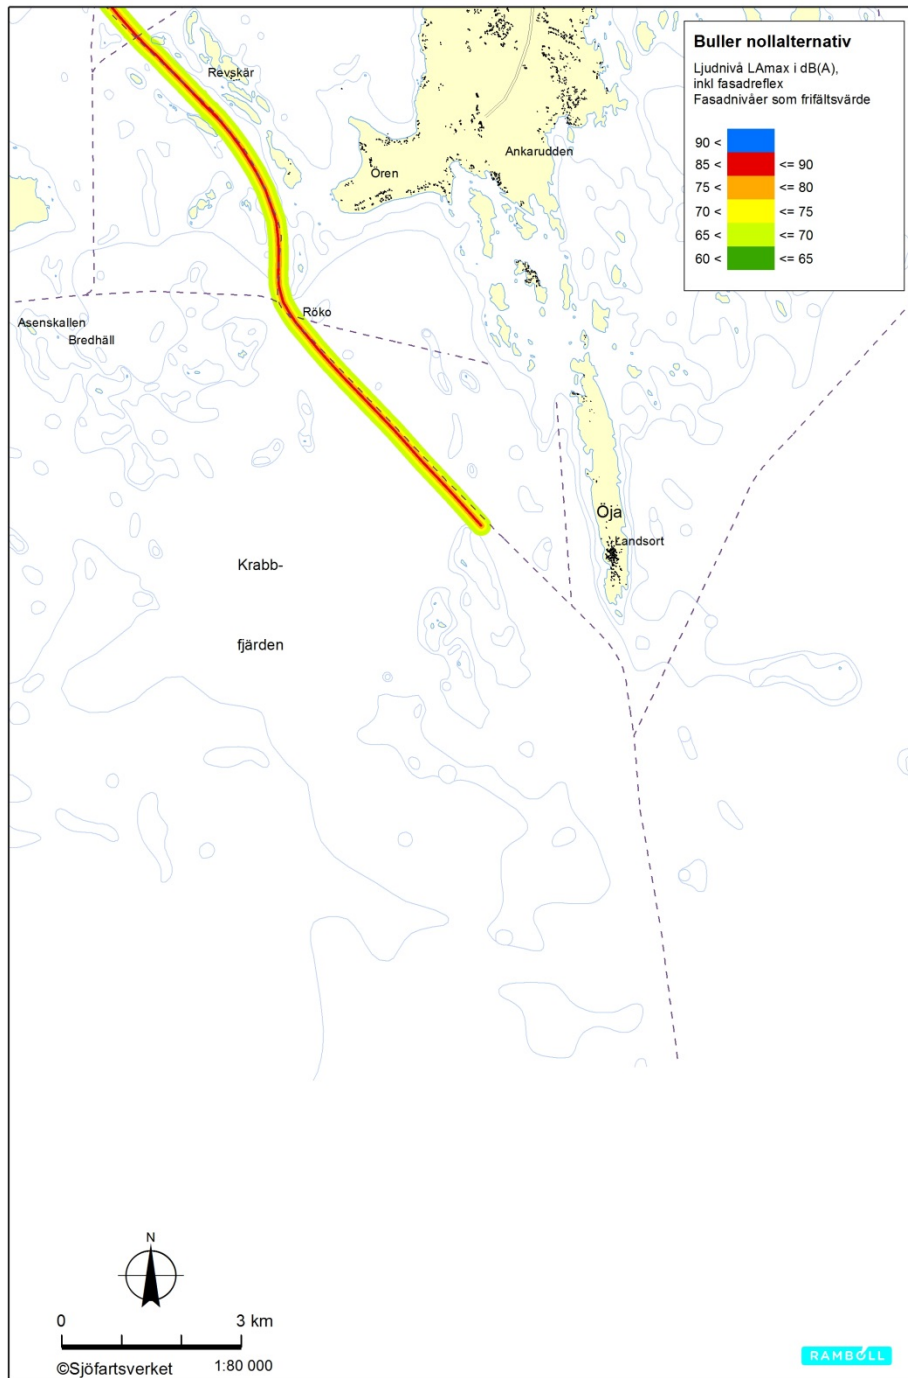 Buller nollalternativ
Ljudnivå LAmax i dB(A),
inkl fasadreflex
Fasadnivåer som frifältsvärde
90 <
85 < <= 90
75 < <= 80
70 < <= 75
65 < <= 70
60 < <= 65
Revskär
Ankarudden
Ören
Röko
Asenskallen
Bredhäll
Öja
Landsort
Krabb-
fjärden
N
0 3 km
©Sjöfartsverket 1:80 000
RAMBOLL